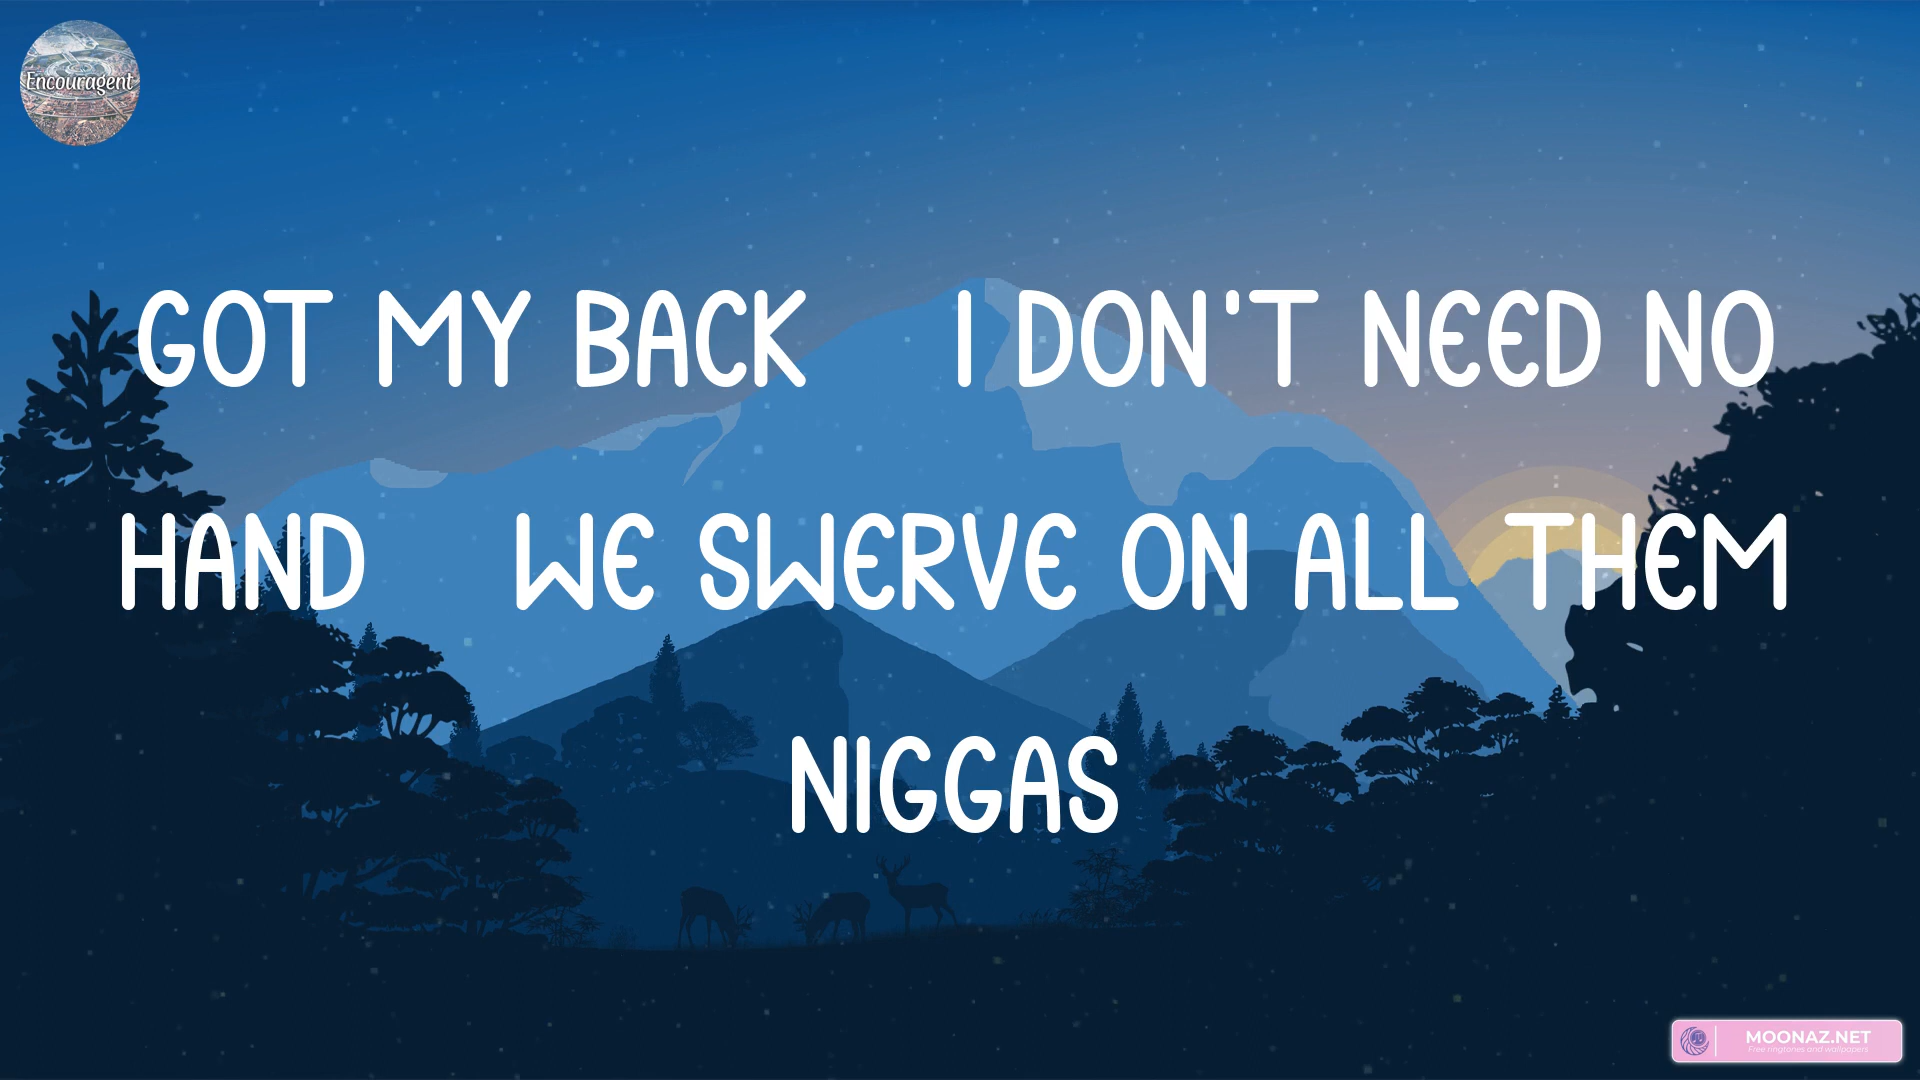 Encouragent
GOT MY BACK I DON'T NEED NO
HAND WE SWERVE ON ALL THEM
NIGGAS
MOONAZ.NET
Free ringtones and wallpapers